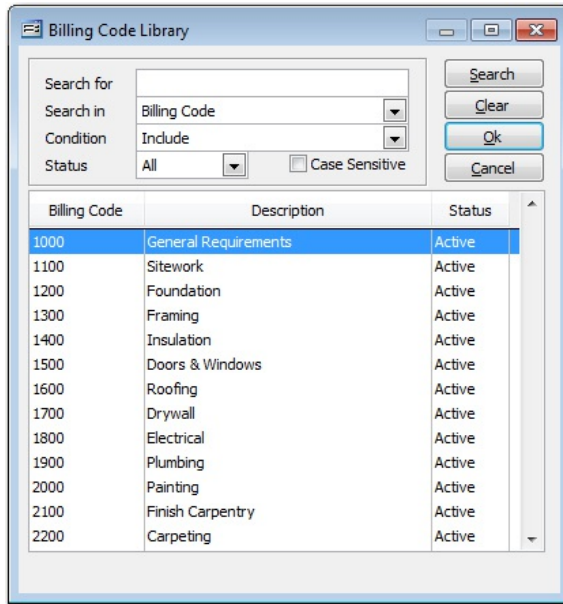 Billing Code Library
Search for
Search in Billing Code
Condition Include
Status All Case Sensitive
Search
Clear
Ok
Cancel
Billing Code Description Status
1000 General Requirements Active
1100 Sitework Active
1200 Foundation Active
1300 Framing Active
1400 Insulation Active
1500 Doors & Windows Active
1600 Roofing Active
1700 Drywall Active
1800 Electrical Active
1900 Plumbing Active
2000 Painting Active
2100 Finish Carpentry Active
2200 Carpeting Active